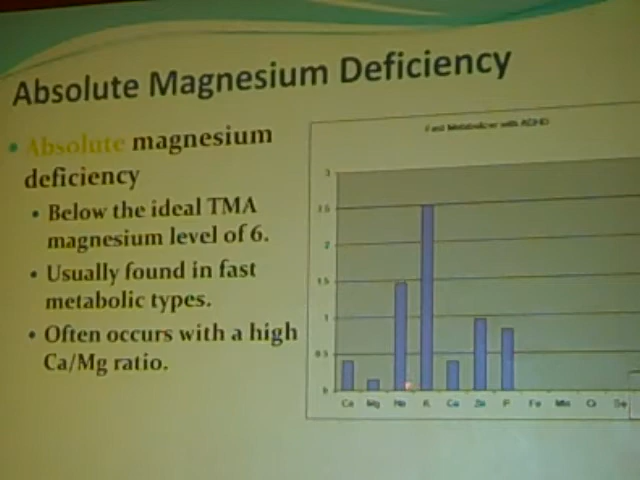 Absolute Magnesium Deficiency
• Absolute magnesium
deficiency
• Below the ideal TMA
magnesium level of 6.
• Usually found in fast
metabolic types.
• Often occurs with a high
Ca/Mg ratio.
Fast Metabolizer with ADHD
3
2.5
2
1.5
1
0.5
0
Ca Mg Na K Cu Zn P Fe Mn Cr Se